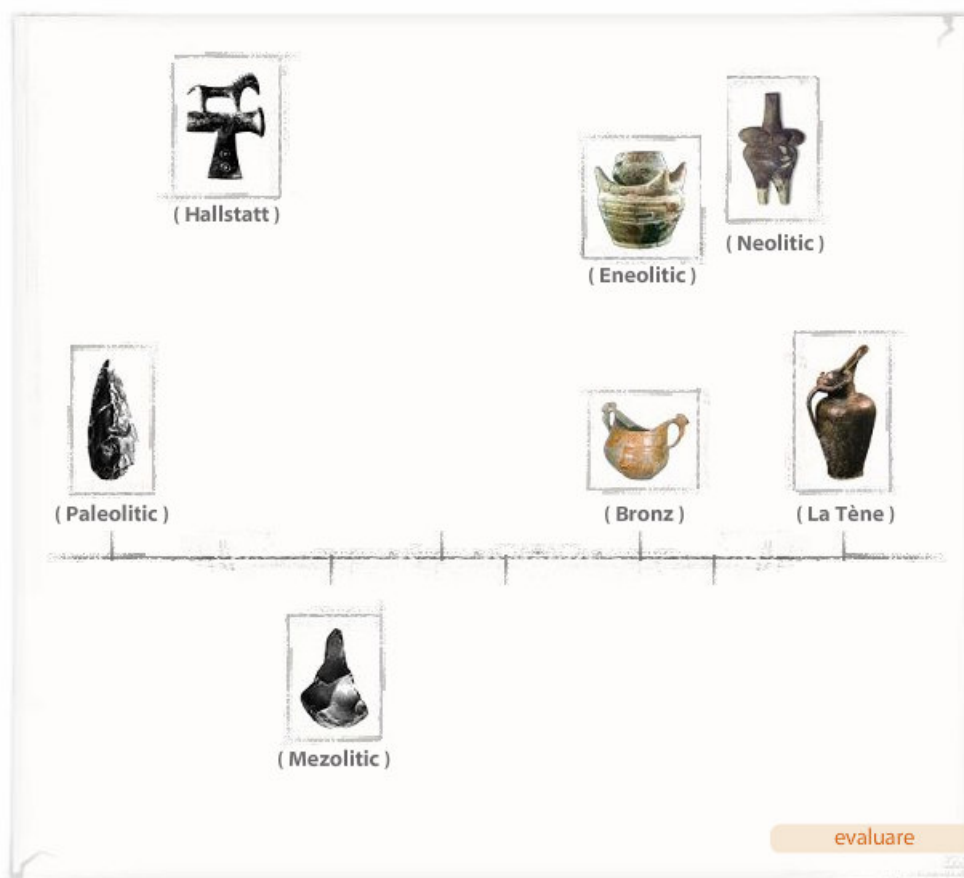 ( Hallstatt )
( Neolitic )
( Eneolitic )
( Paleolitic )
( Bronz )
( La Tène )
( Mezolitic )
evaluare